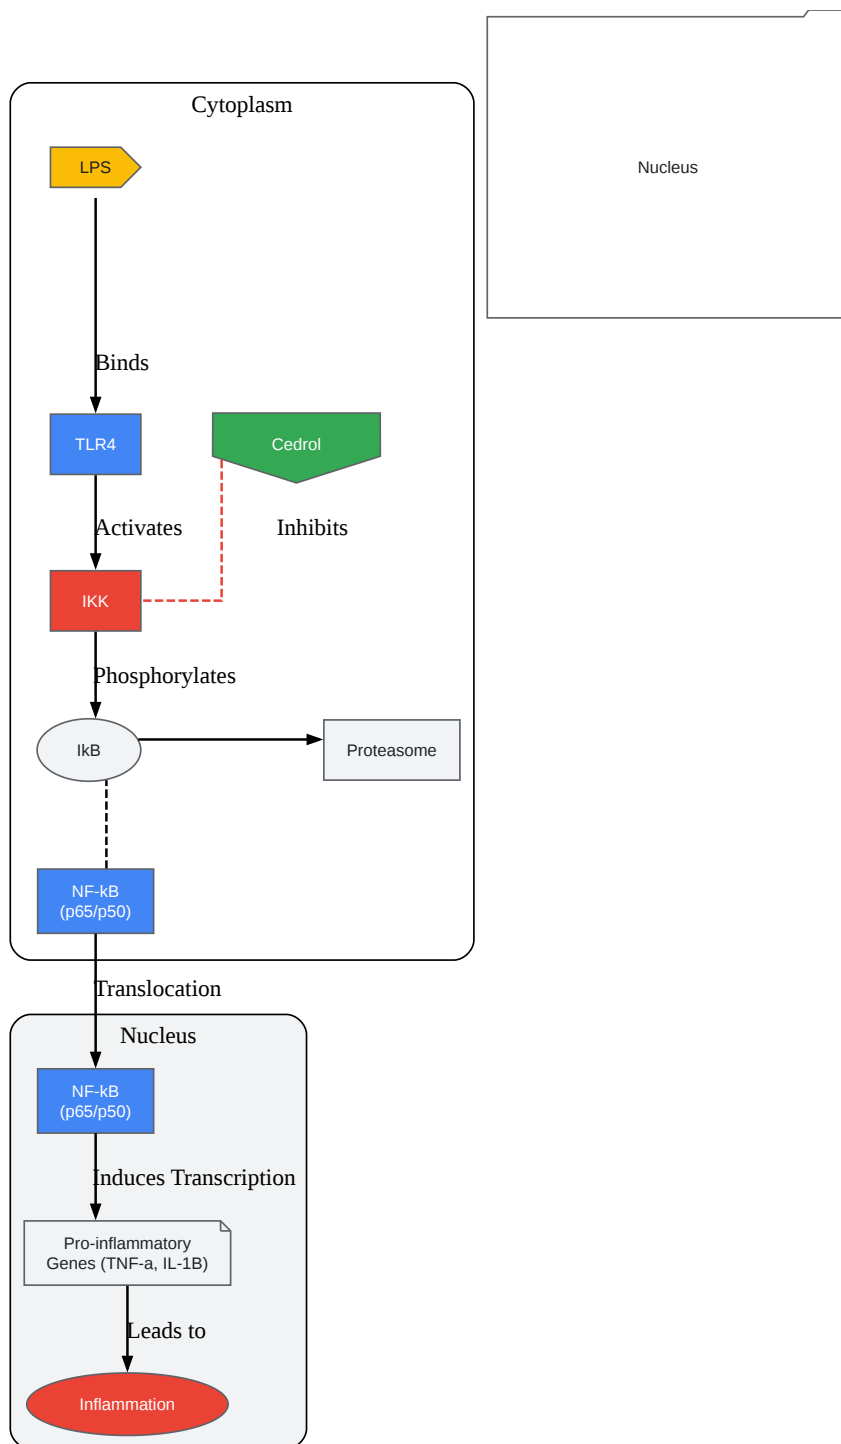 Cytoplasm
LPS
Nucleus
Binds
TLR4
Cedrol
Activates
Inhibits
IKK
Phosphorylates
IkB
Proteasome
NF-kB
(p65/p50)
Translocation
Nucleus
NF-kB
(p65/p50)
Induces Transcription
Pro-inflammatory
Genes (TNF-a, IL-1B)
Leads to
Inflammation